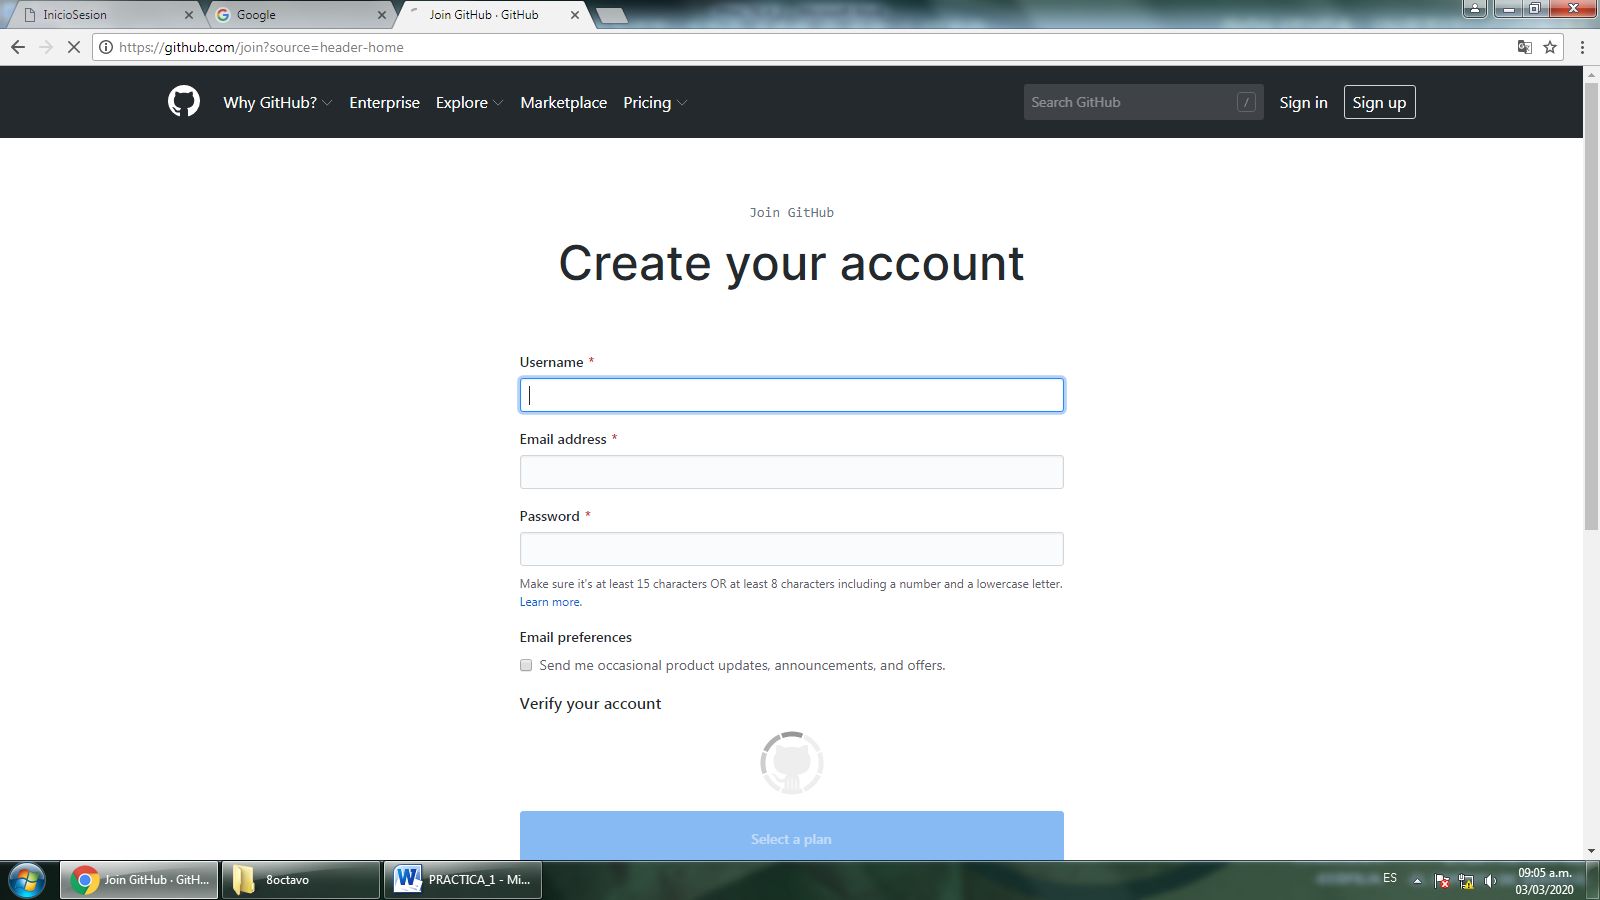 InicioSesion
Google
Join GitHub · GitHub
https://github.com/join?source=header-home
Why GitHub?
Enterprise
Explore
Marketplace
Pricing
Search GitHub
/
Sign in
Sign up
Join GitHub
Create your account
Username *
Email address *
Password *
Make sure it's at least 15 characters OR at least 8 characters including a number and a lowercase letter.
Learn more.
Email preferences
Send me occasional product updates, announcements, and offers.
Verify your account
Select a plan
Join GitHub · GitH...
8octavo
PRACTICA_1 - Mi...
ES
09:05 a.m.
03/03/2020